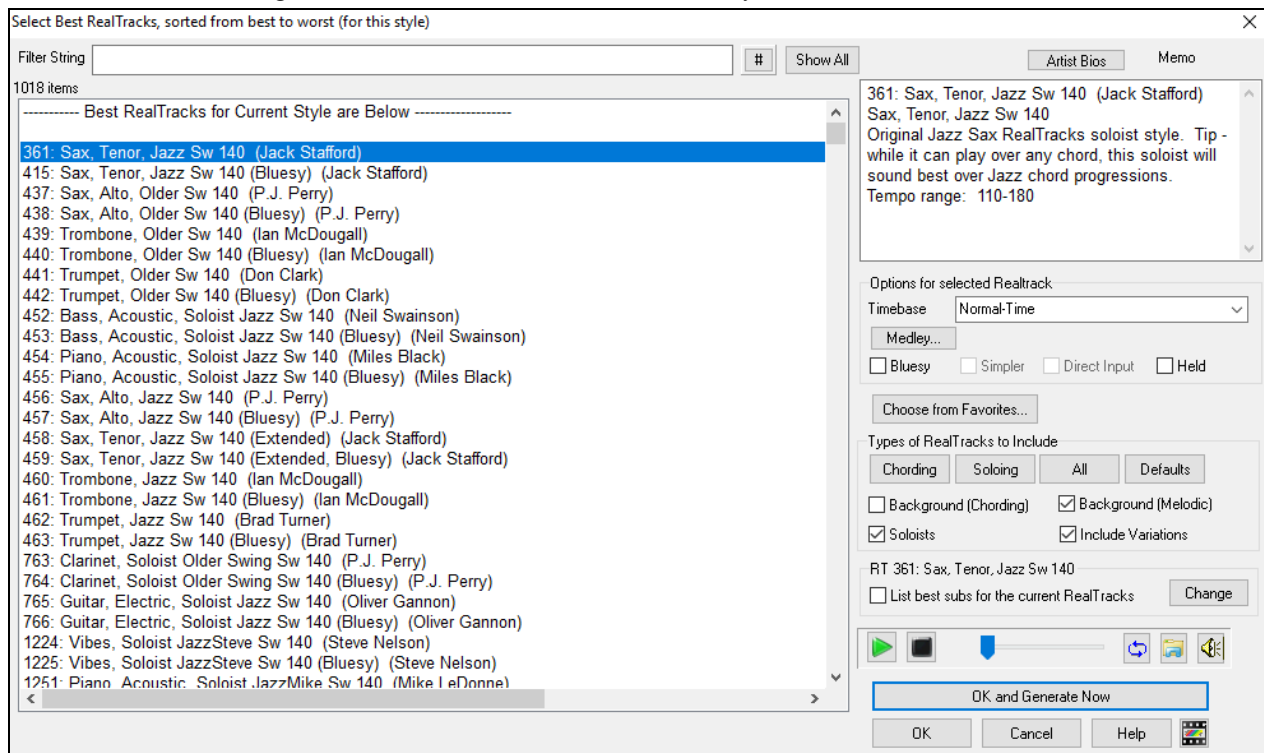 Select Best RealTracks, sorted from best to worst (for this style)
Filter String
#
Show All
Artist Bios
Memo
1018 items
----------- Best RealTracks for Current Style are Below -------------------
361: Sax, Tenor, Jazz Sw 140 (Jack Stafford)
415: Sax, Tenor, Jazz Sw 140 (Bluesy) (Jack Stafford)
437: Sax, Alto, Older Sw 140 (P.J. Perry)
438: Sax, Alto, Older Sw 140 (Bluesy) (P.J. Perry)
439: Trombone, Older Sw 140 (Ian McDougall)
440: Trombone, Older Sw 140 (Bluesy) (Ian McDougall)
441: Trumpet, Older Sw 140 (Don Clark)
442: Trumpet, Older Sw 140 (Bluesy) (Don Clark)
452: Bass, Acoustic, Soloist Jazz Sw 140 (Neil Swainson)
453: Bass, Acoustic, Soloist Jazz Sw 140 (Bluesy) (Neil Swainson)
454: Piano, Acoustic, Soloist Jazz Sw 140 (Miles Black)
455: Piano, Acoustic, Soloist Jazz Sw 140 (Bluesy) (Miles Black)
456: Sax, Alto, Jazz Sw 140 (P.J. Perry)
457: Sax, Alto, Jazz Sw 140 (Bluesy) (P.J. Perry)
458: Sax, Tenor, Jazz Sw 140 (Extended) (Jack Stafford)
459: Sax, Tenor, Jazz Sw 140 (Extended, Bluesy) (Jack Stafford)
460: Trombone, Jazz Sw 140 (Ian McDougall)
461: Trombone, Jazz Sw 140 (Bluesy) (Ian McDougall)
462: Trumpet, Jazz Sw 140 (Brad Turner)
463: Trumpet, Jazz Sw 140 (Bluesy) (Brad Turner)
763: Clarinet, Soloist Older Swing Sw 140 (P.J. Perry)
764: Clarinet, Soloist Older Swing Sw 140 (Bluesy) (P.J. Perry)
765: Guitar, Electric, Soloist Jazz Sw 140 (Oliver Gannon)
766: Guitar, Electric, Soloist Jazz Sw 140 (Bluesy) (Oliver Gannon)
1224: Vibes, Soloist JazzSteve Sw 140 (Steve Nelson)
1225: Vibes, Soloist JazzSteve Sw 140 (Bluesy) (Steve Nelson)
1251: Piano, Acoustic, Soloist JazzMike Sw 140 (Mike LeDonne)
361: Sax, Tenor, Jazz Sw 140 (Jack Stafford)
Sax, Tenor, Jazz Sw 140
Original Jazz Sax RealTracks soloist style. Tip -
while it can play over any chord, this soloist will
sound best over Jazz chord progressions.
Tempo range: 110-180
Options for selected Realtrack
Timebase Normal-Time
Medley...
Bluesy Simpler Direct Input Held
Choose from Favorites...
Types of RealTracks to Include
Chording Soloing All Defaults
Background (Chording) Background (Melodic)
Soloists Include Variations
RT 361: Sax, Tenor, Jazz Sw 140
List best subs for the current RealTracks Change
OK and Generate Now
OK Cancel Help